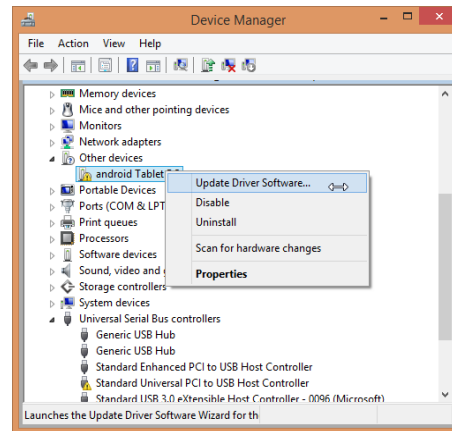 Device Manager
File Action View Help
Memory devices
Mice and other pointing devices
Monitors
Network adapters
Other devices
android Tablet
Update Driver Software...
Portable Devices
Disable
Ports (COM & LPT
Print queues
Uninstall
Processors
Software devices
Scan for hardware changes
Sound, video and
Properties
Storage controllers
System devices
Universal Serial Bus controllers
Generic USB Hub
Generic USB Hub
Standard Enhanced PCI to USB Host Controller
Standard Universal PCI to USB Host Controller
Standard USB 3.0 eXtensible Host Controller - 0096 (Microsoft)
Launches the Update Driver Software Wizard for th